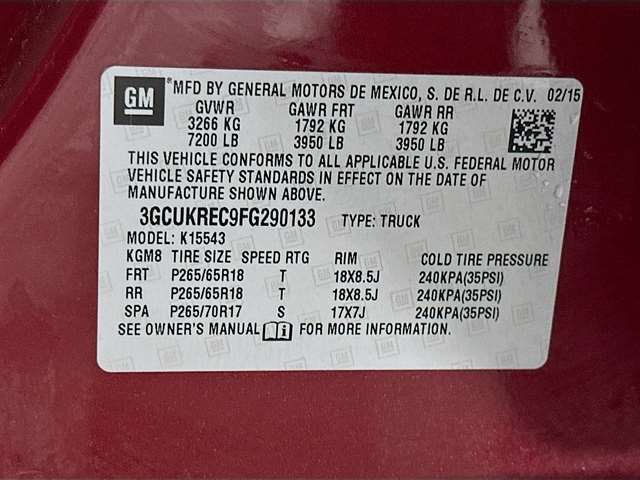 GM *MFD BY GENERAL MOTORS DE MEXICO, S. DE R.L. DE C.V. 02/15
GVWR GAWR FRT GAWR RR
3266 KG 1792 KG 1792 KG
7200 LB 3950 LB 3950 LB
THIS VEHICLE CONFORMS TO ALL APPLICABLE U.S. FEDERAL MOTOR
VEHICLE SAFETY STANDARDS IN EFFECT ON THE DATE OF
MANUFACTURE SHOWN ABOVE.
3GCUKREC9FG290133 TYPE: TRUCK
MODEL: K15543
KGM8 TIRE SIZE SPEED RTG RIM COLD TIRE PRESSURE
FRT P265/65R18 T 18X8.5J 240KPA(35PSI)
RR P265/65R18 T 18X8.5J 240KPA(35PSI)
SPA P265/70R17 S 17X7J 240KPA(35PSI)
SEE OWNER'S MANUAL FOR MORE INFORMATION.